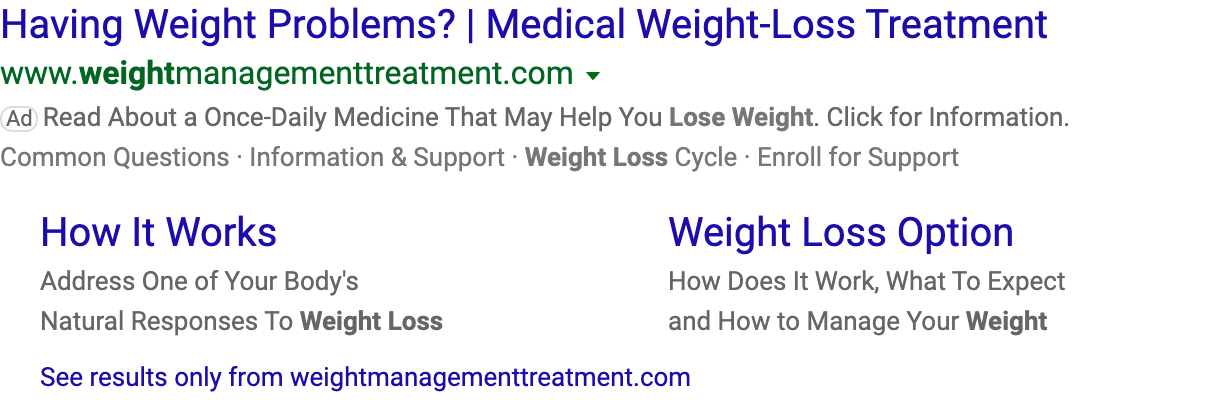 Having Weight Problems? | Medical Weight-Loss Treatment
www.weightmanagementtreatment.com
Ad Read About a Once-Daily Medicine That May Help You Lose Weight. Click for Information.
Common Questions · Information & Support · Weight Loss Cycle · Enroll for Support
How It Works
Address One of Your Body's
Natural Responses To Weight Loss
Weight Loss Option
How Does It Work, What To Expect
and How to Manage Your Weight
See results only from weightmanagementtreatment.com